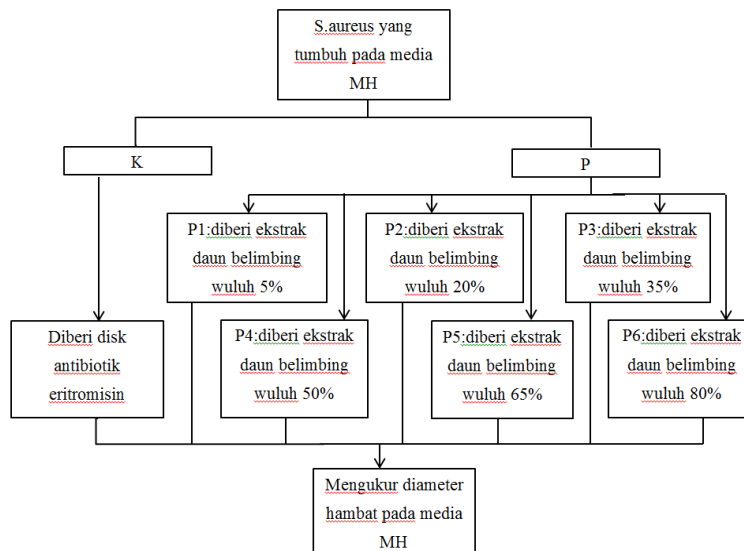 S.aureus yang
tumbuh pada media
MH
K
P
P1:diberi ekstrak
daun belimbing
wuluh 5%
P2:diberi ekstrak
daun belimbing
wuluh 20%
P3:diberi ekstrak
daun belimbing
wuluh 35%
Diberi disk
antibiotik
eritromisin
P4:diberi ekstrak
daun belimbing
wuluh 50%
P5:diberi ekstrak
daun belimbing
wuluh 65%
P6:diberi ekstrak
daun belimbing
wuluh 80%
Mengukur diameter
hambat pada media
MH